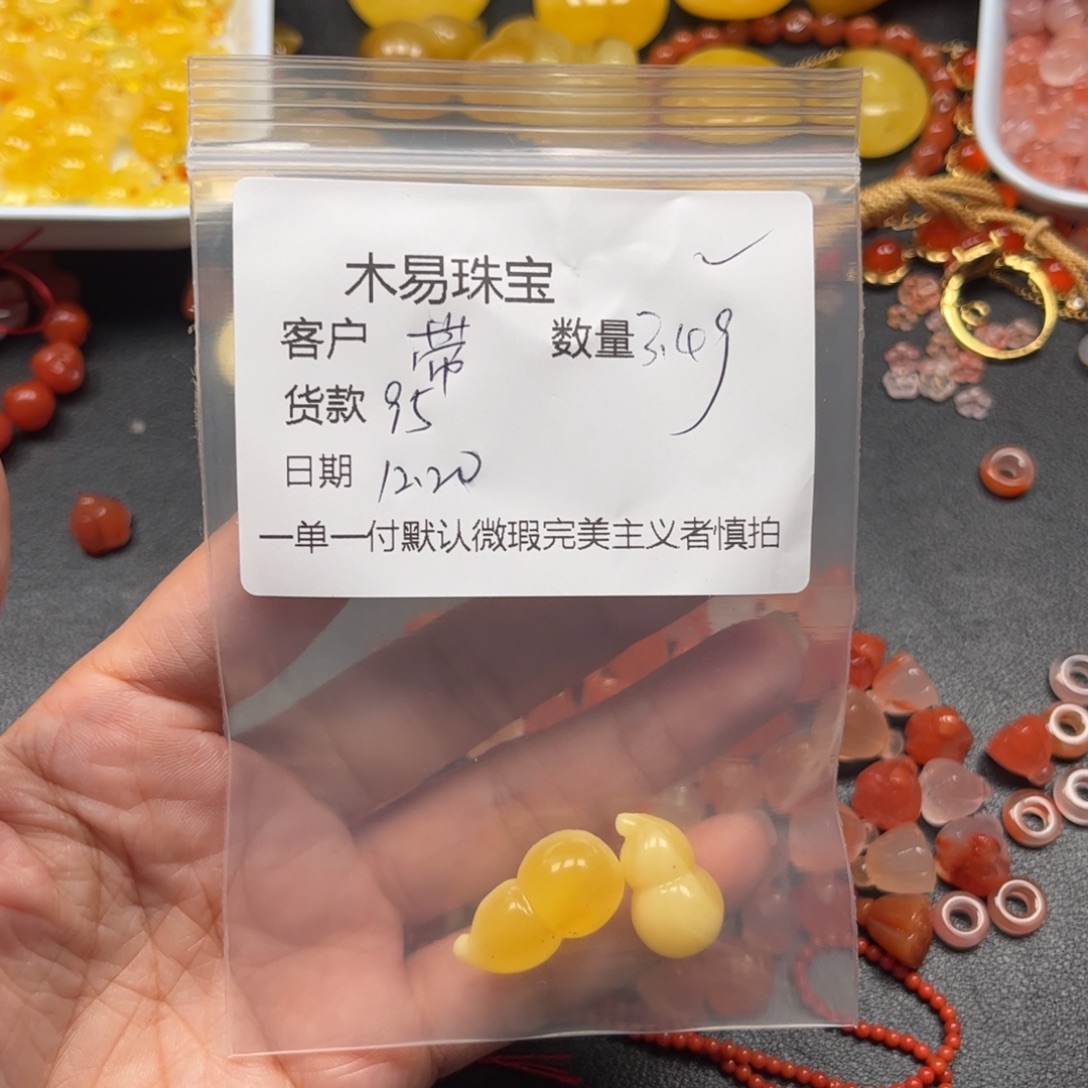 木易珠宝
客户 带 数量 3.4g
货款 95
日期 12.20
一单一付默认微瑕完美主义者慎拍